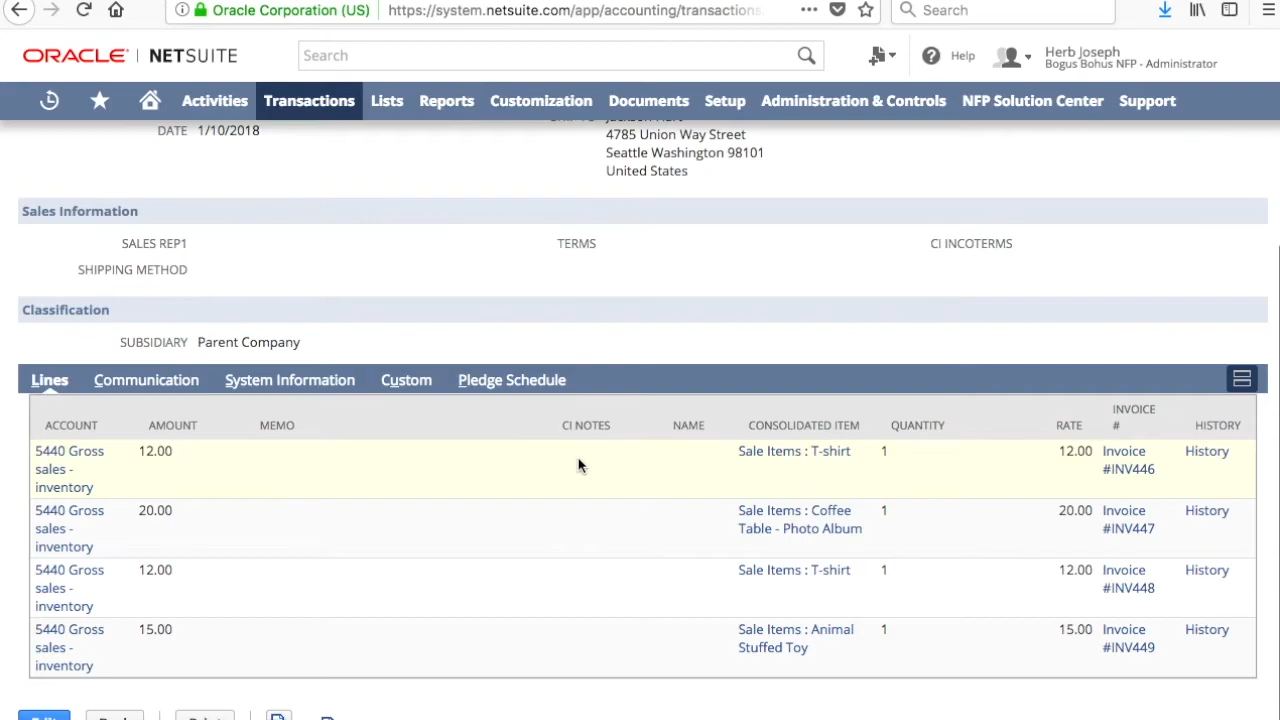 Oracle Corporation (US)
https://system.netsuite.com/app/accounting/transactions.
Search
ORACLE | NETSUITE
Search
Help
Herb Joseph
Bogus Bohus NFP - Administrator
Activities
Transactions
Lists
Reports
Customization
Documents
Setup
Administration & Controls
NFP Solution Center
Support
DATE 1/10/2018
4785 Union Way Street
Seattle Washington 98101
United States
Sales Information
SALES REP1
TERMS
CI INCOTERMS
SHIPPING METHOD
Classification
SUBSIDIARY Parent Company
Lines
Communication
System Information
Custom
Pledge Schedule
ACCOUNT
AMOUNT
MEMO
CI NOTES
NAME
CONSOLIDATED ITEM
QUANTITY
RATE
INVOICE
#
HISTORY
5440 Gross
sales -
inventory
12.00
Sale Items : T-shirt
1
12.00
Invoice
#INV446
History
5440 Gross
sales -
inventory
20.00
Sale Items : Coffee
Table - Photo Album
1
20.00
Invoice
#INV447
History
5440 Gross
sales -
inventory
12.00
Sale Items : T-shirt
1
12.00
Invoice
#INV448
History
5440 Gross
sales -
inventory
15.00
Sale Items : Animal
Stuffed Toy
1
15.00
Invoice
#INV449
History